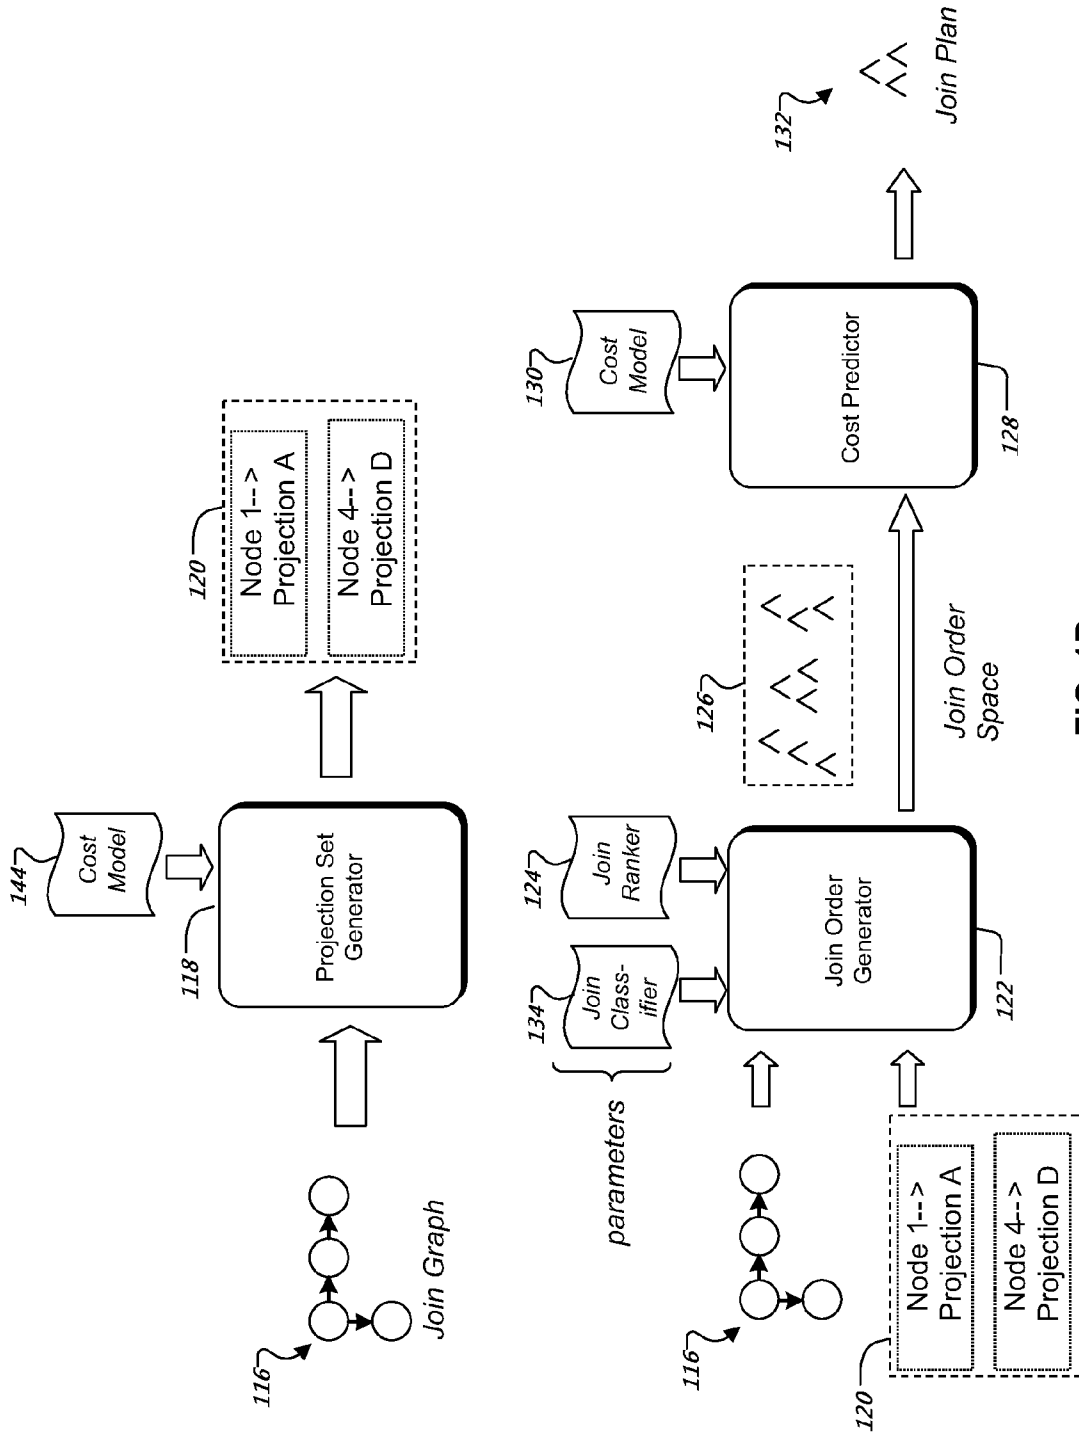 144
Cost
Model
118
Projection Set
Generator
120
Node 1-->
Projection A
Node 4-->
Projection D
116
Join Graph
134
Join
Class-
ifier
124
Join
Ranker
130
Cost
Model
parameters
116
120
Node 1-->
Projection A
Node 4-->
Projection D
Join Order
Generator
122
126
Join Order
Space
Cost Predictor
128
132
Join Plan